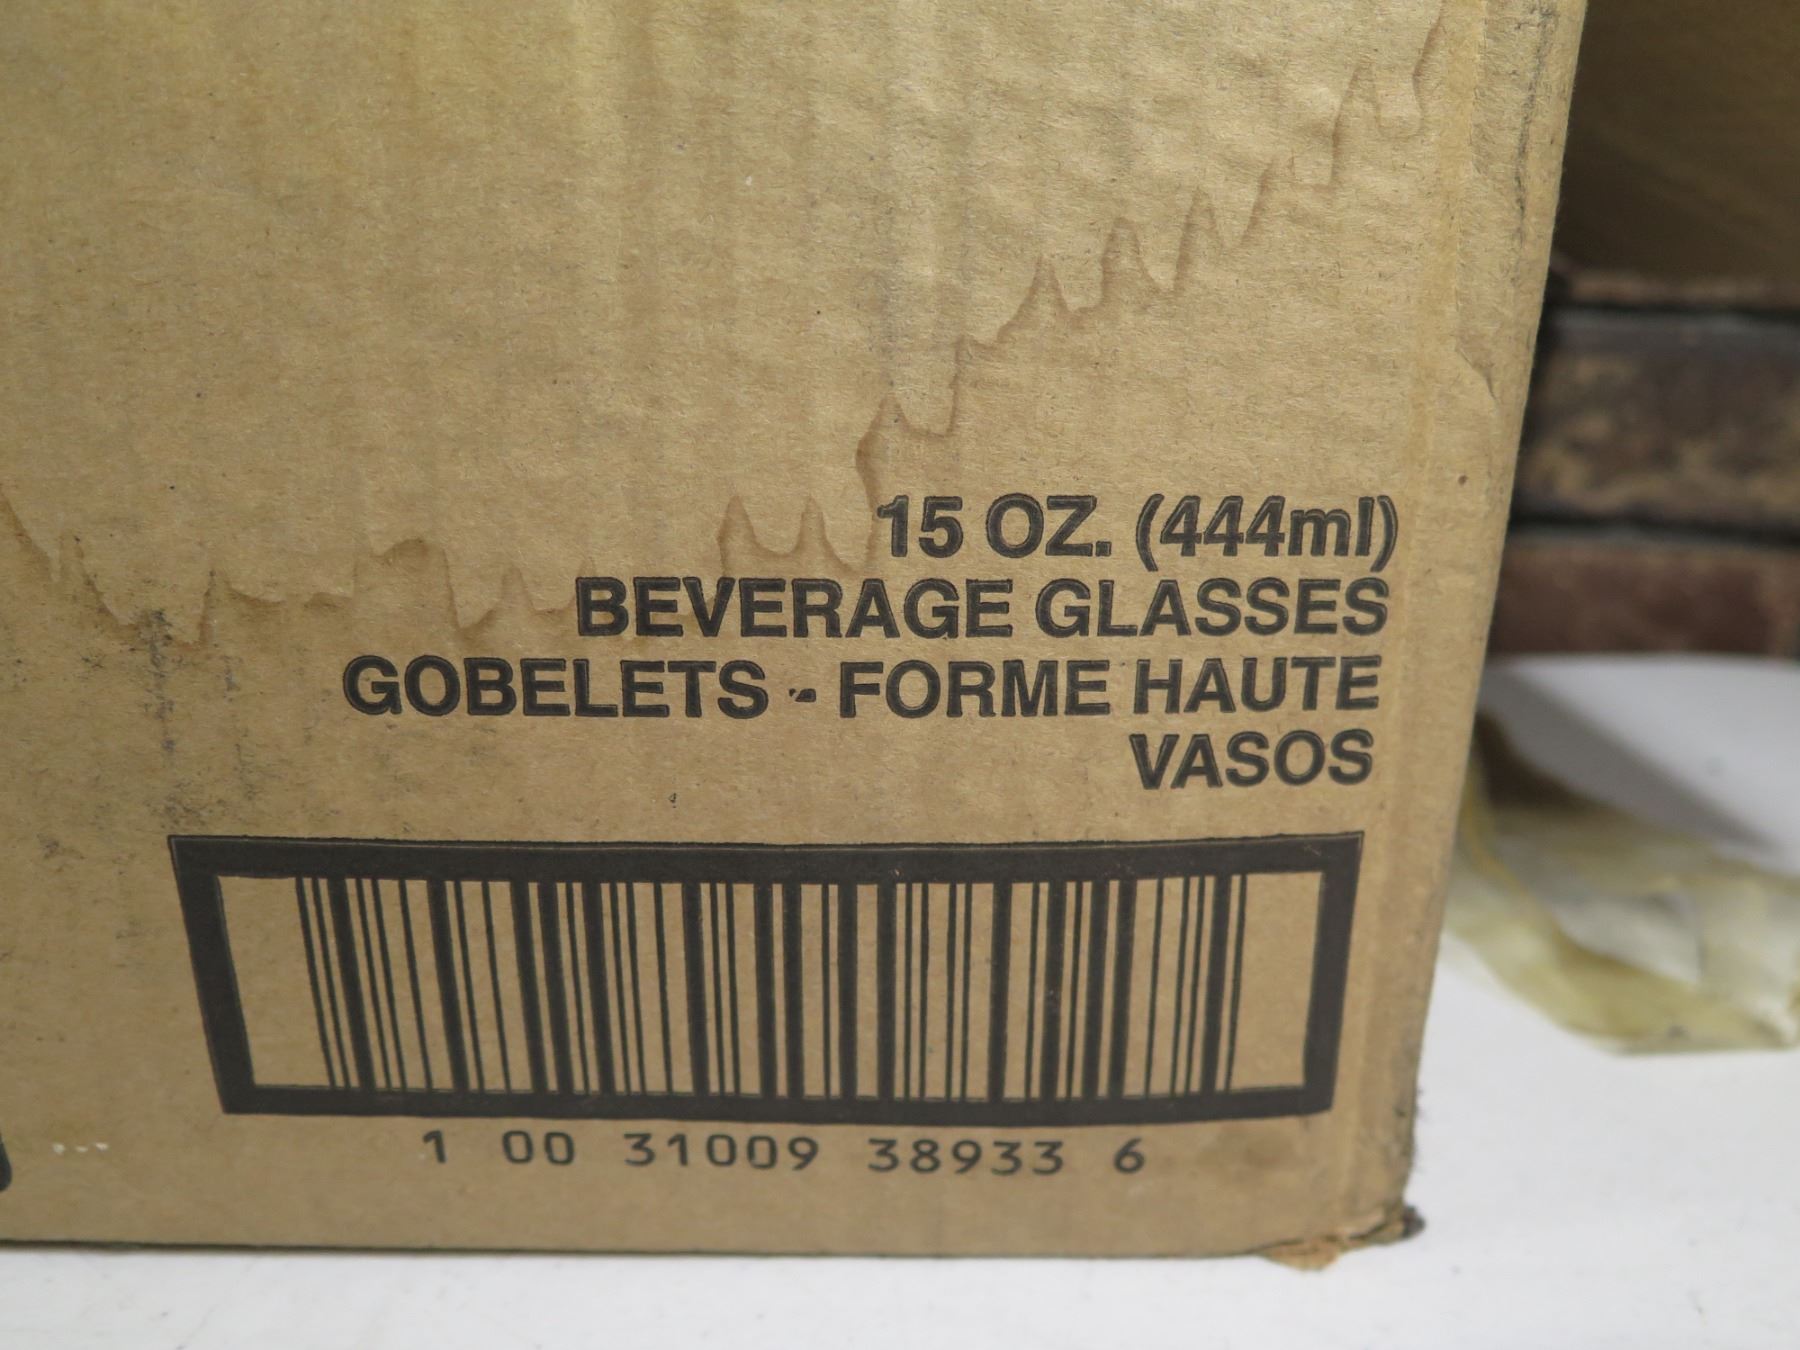 15 OZ. (444ml)
BEVERAGE GLASSES
GOBELETS - FORME HAUTE
VASOS
1 00 31009 38933 6